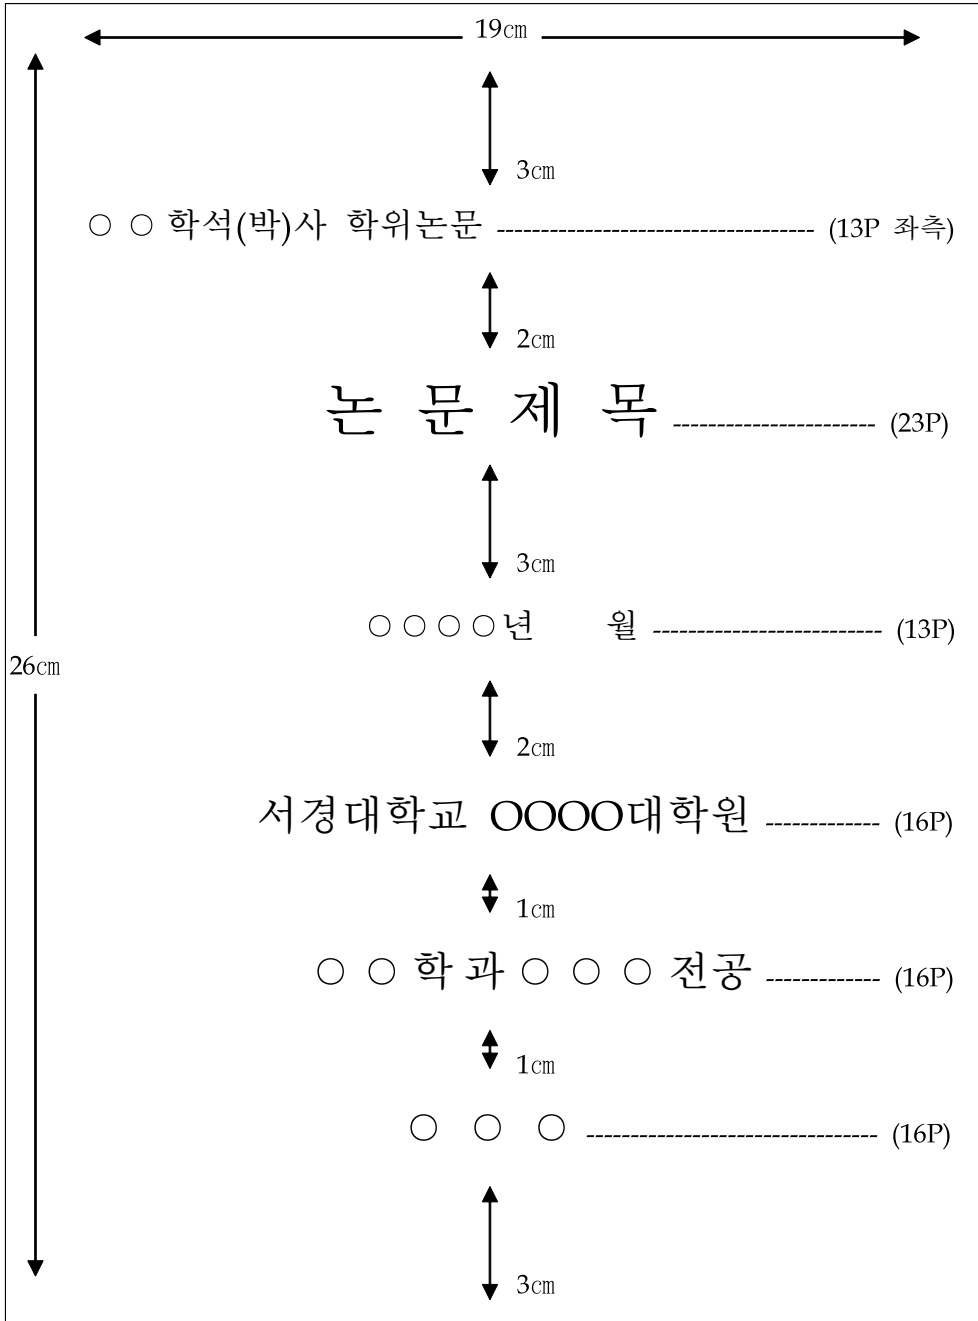 19㎝
3㎝
○ ○ 학석(박)사 학위논문 ------------------------------------ (13P 좌측)
2㎝
논 문 제 목 ----------------------- (23P)
3㎝
○○○○년 월 -------------------------- (13P)
26㎝
2㎝
서경대학교 OOOO대학원 ------------- (16P)
1㎝
○ ○ 학 과 ○ ○ ○ 전공 ------------- (16P)
1㎝
○ ○ ○ --------------------------------- (16P)
3㎝